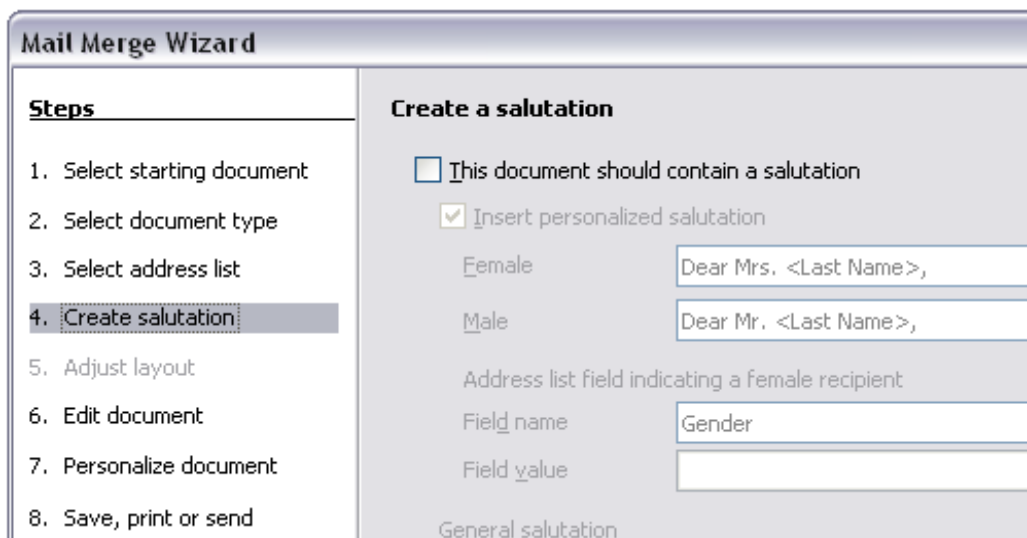 Mail Merge Wizard
Steps
1. Select starting document
2. Select document type
3. Select address list
4. Create salutation
5. Adjust layout
6. Edit document
7. Personalize document
8. Save, print or send
Create a salutation
This document should contain a salutation
Insert personalized salutation
Female Dear Mrs. <Last Name>,
Male Dear Mr. <Last Name>,
Address list field indicating a female recipient
Field name Gender
Field value
General salutation